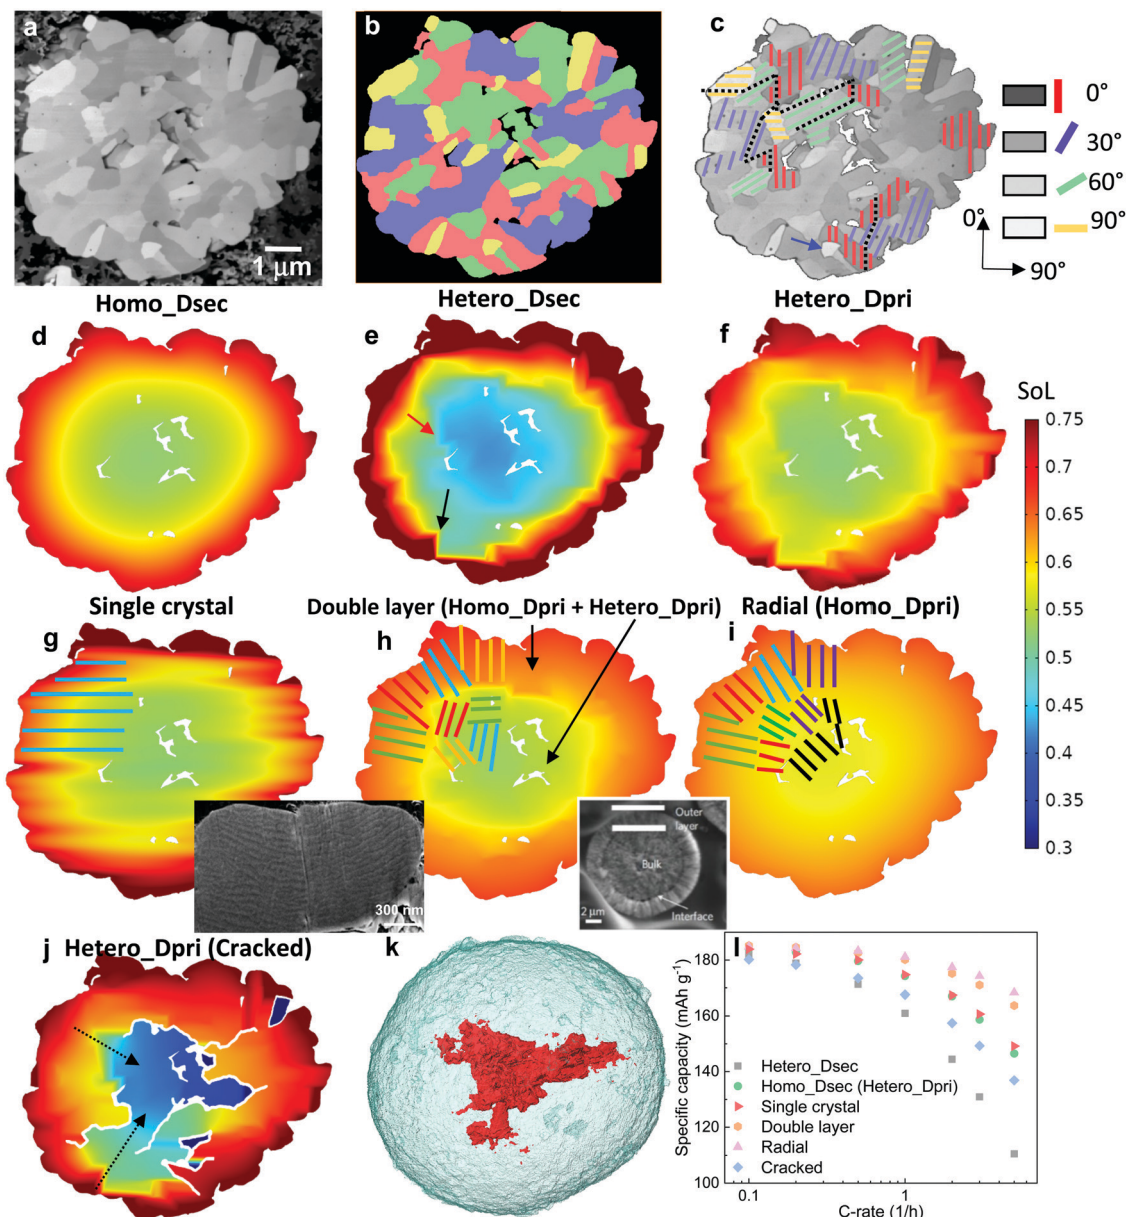 a
1 μm
b
c
0°
30°
60°
90°
0°
90°
Homo_Dsec
Hetero_Dsec
Hetero_Dpri
d
e
f
SoL
0.75
0.7
0.65
0.6
0.55
0.5
0.45
0.4
0.35
0.3
Single crystal
Double layer (Homo_Dpri + Hetero_Dpri)
Radial (Homo_Dpri)
g
h
i
300 nm
Outer
layer
Bulk
2 μm
Interface
j
Hetero_Dpri (Cracked)
k
l
Specific capacity (mAh g⁻¹)
180
160
140
120
100
Hetero_Dsec
Homo_Dsec (Hetero_Dpri)
Single crystal
Double layer
Radial
Cracked
0.1
1
C-rate (1/h)